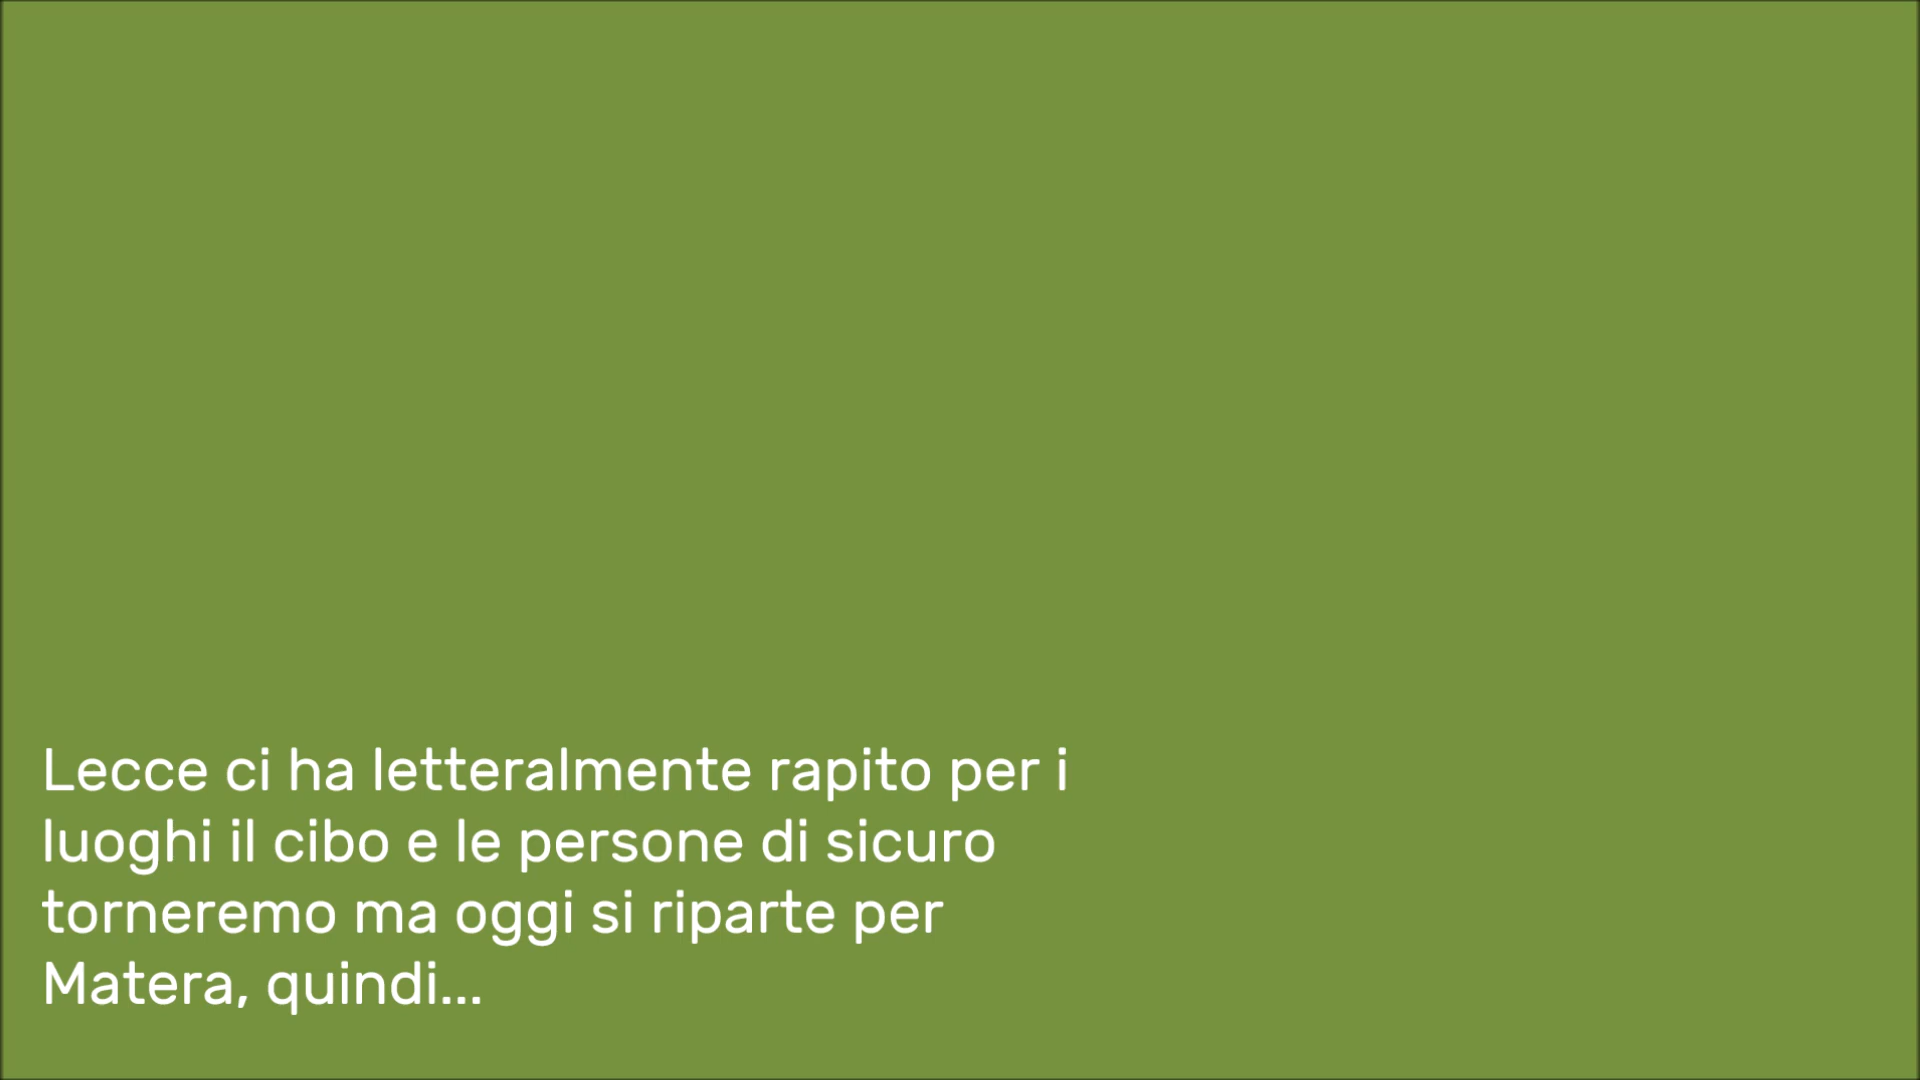 Lecce ci ha letteralmente rapito per i
luoghi il cibo e le persone di sicuro
torneremo ma oggi si riparte per
Matera, quindi...